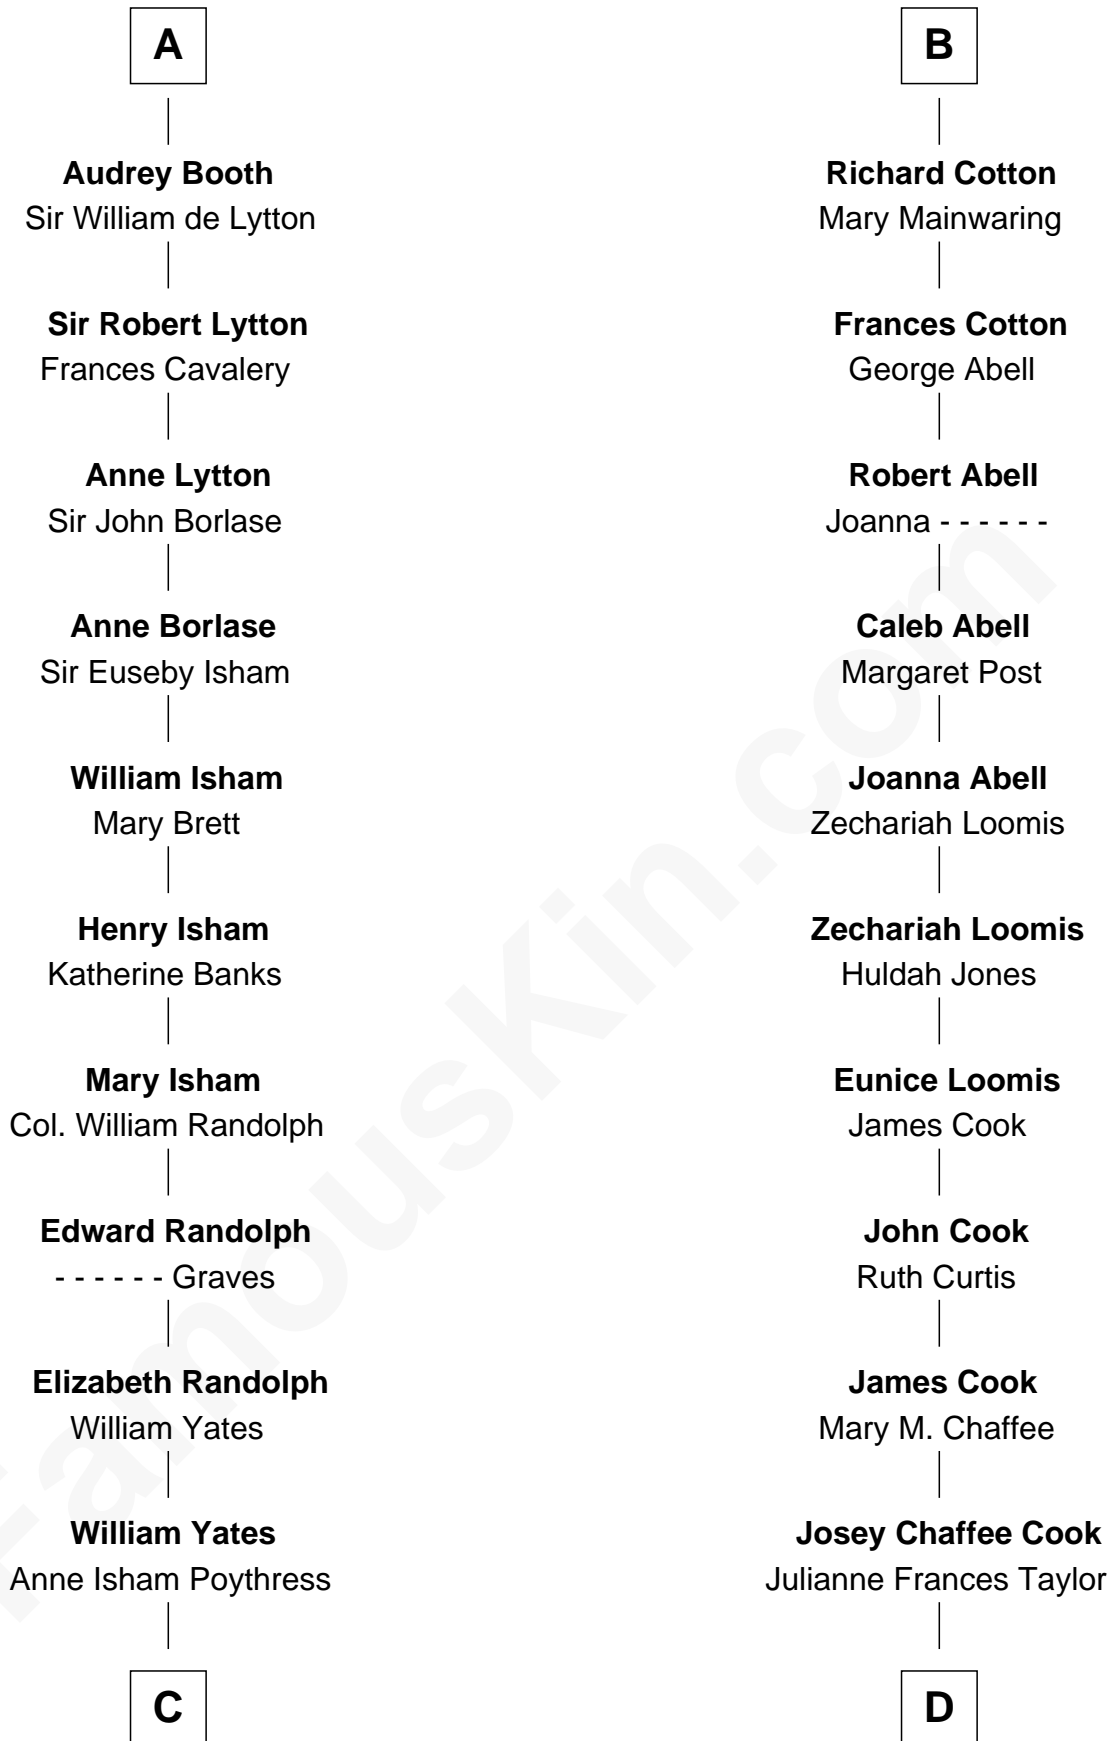 A
Audrey Booth
Sir William de Lytton
Sir Robert Lytton
Frances Cavalery
Anne Lytton
Sir John Borlase
Anne Borlase
Sir Euseby Isham
William Isham
Mary Brett
Henry Isham
Katherine Banks
Mary Isham
Col. William Randolph
Edward Randolph
- - - - - - Graves
Elizabeth Randolph
William Yates
William Yates
Anne Isham Poythress
C
B
Richard Cotton
Mary Mainwaring
Frances Cotton
George Abell
Robert Abell
Joanna - - - - - -
Caleb Abell
Margaret Post
Joanna Abell
Zechariah Loomis
Zechariah Loomis
Huldah Jones
Eunice Loomis
James Cook
John Cook
Ruth Curtis
James Cook
Mary M. Chaffee
Josey Chaffee Cook
Julianne Frances Taylor
D
FamousKin.com